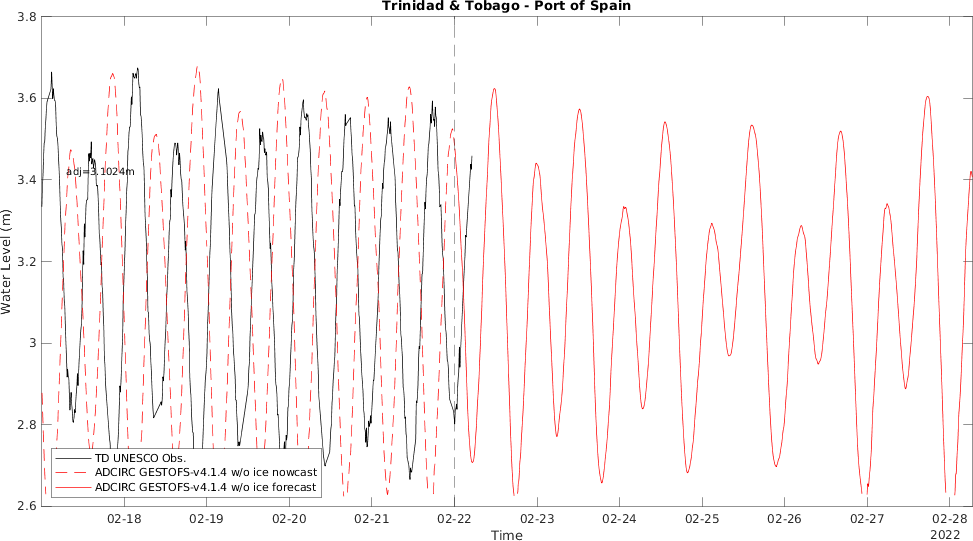 Trinidad & Tobago - Port of Spain
3.8
3.6
3.4
3.2
3
2.8
2.6
Water Level (m)
adj=3.1024m
TD UNESCO Obs.
ADCIRC GESTOFS-v4.1.4 w/o ice nowcast
ADCIRC GESTOFS-v4.1.4 w/o ice forecast
02-18 02-19 02-20 02-21 02-22 02-23 02-24 02-25 02-26 02-27 02-28
2022
Time